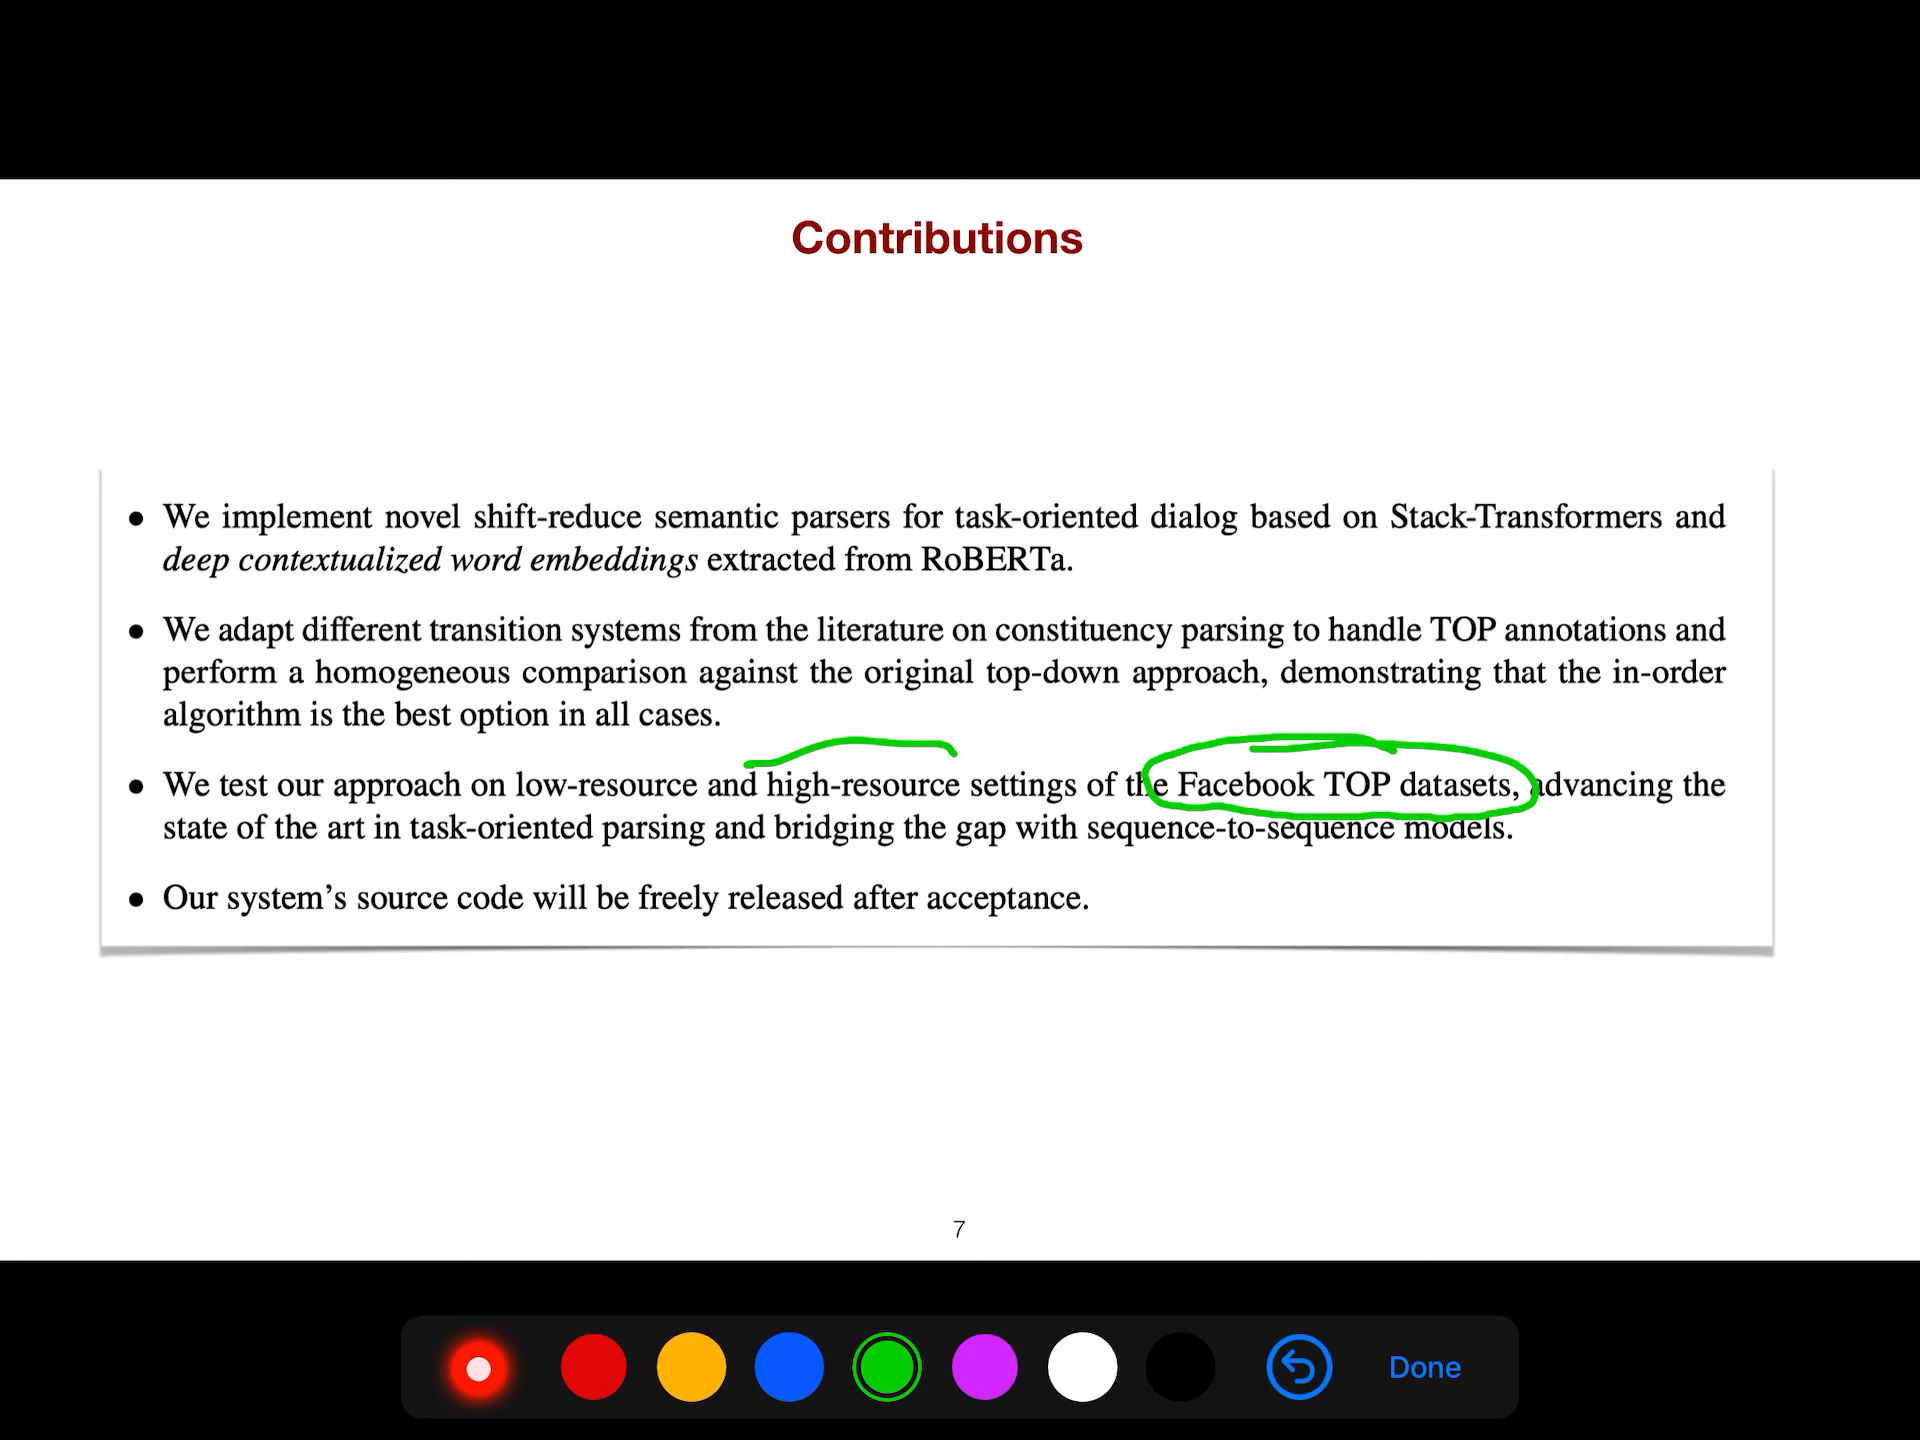 Contributions
• We implement novel shift-reduce semantic parsers for task-oriented dialog based on Stack-Transformers and
deep contextualized word embeddings extracted from RoBERTa.
• We adapt different transition systems from the literature on constituency parsing to handle TOP annotations and
perform a homogeneous comparison against the original top-down approach, demonstrating that the in-order
algorithm is the best option in all cases.
• We test our approach on low-resource and high-resource settings of the Facebook TOP datasets, advancing the
state of the art in task-oriented parsing and bridging the gap with sequence-to-sequence models.
• Our system’s source code will be freely released after acceptance.
7
Done